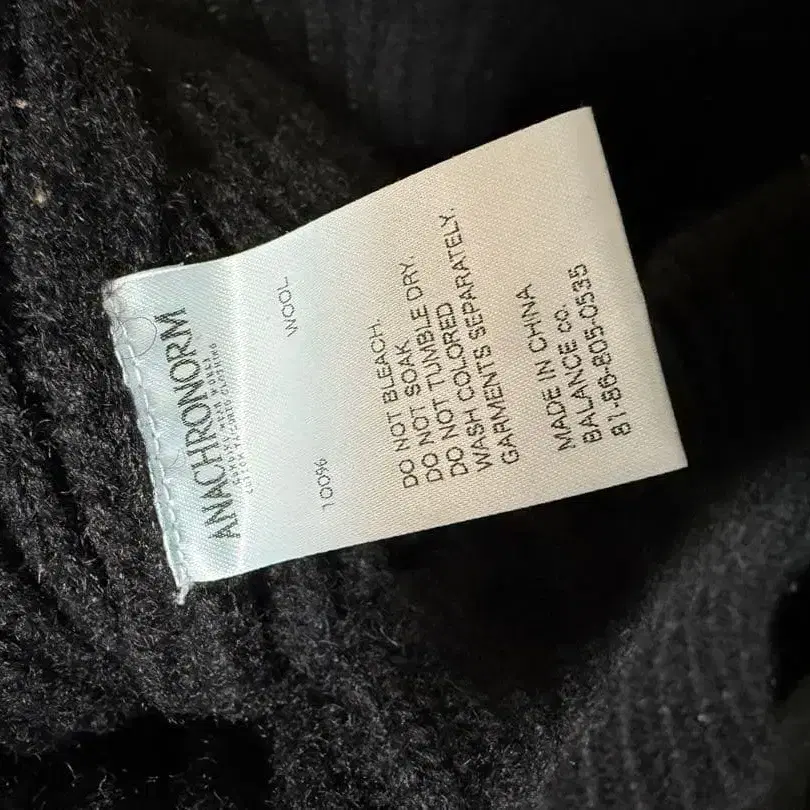 ANACHRONORM
100% WOOL
DO NOT BLEACH.
DO NOT SOAK
DO NOT TUMBLE DRY.
DO NOT COLORED
WASH COLORED SEPARATELY.
GARMENTS
MADE IN CHINA
BALANCE co.
81-86-805-0535